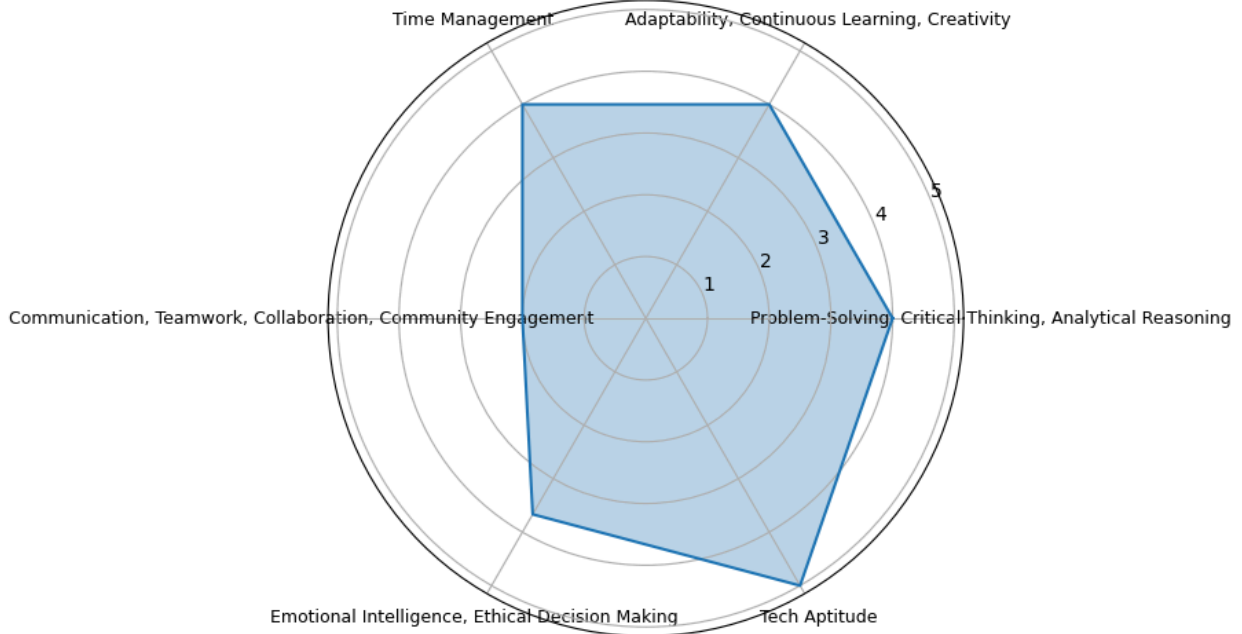 Time Management
Adaptability, Continuous Learning, Creativity
5
4
3
2
1
Communication, Teamwork, Collaboration, Community Engagement
Problem-Solving, Critical Thinking, Analytical Reasoning
Emotional Intelligence, Ethical Decision Making
Tech Aptitude